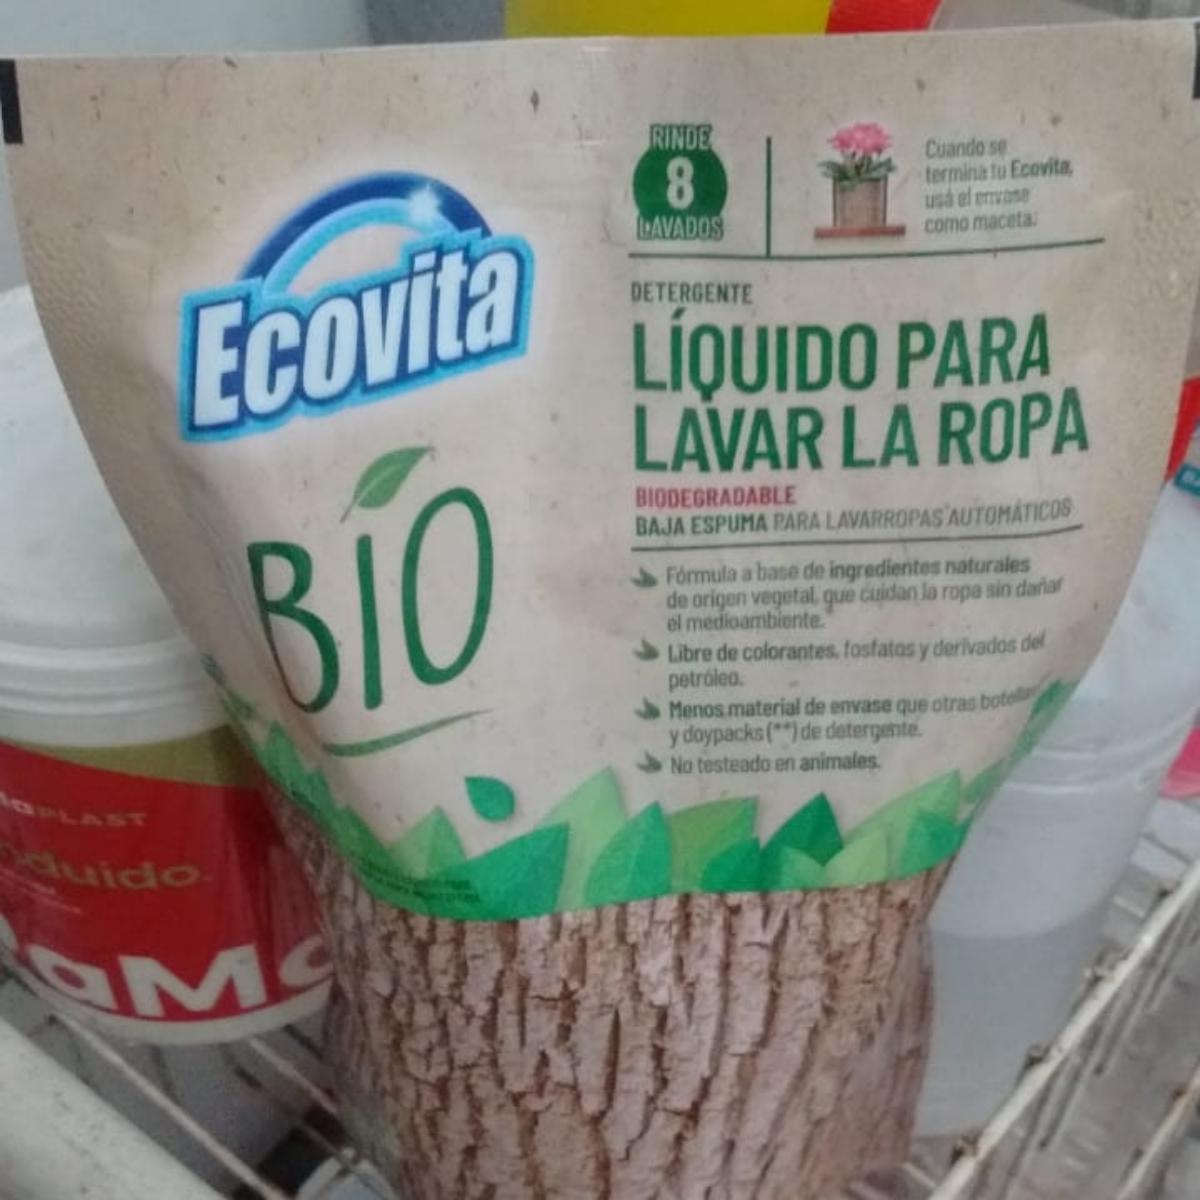 RINDE
8
LAVADOS
Cuando se
termina tu Ecovita,
usá el envase
como maceta.
Ecovita
BIO
DETERGENTE
LÍQUIDO PARA
LAVAR LA ROPA
BIODEGRADABLE
BAJA ESPUMA PARA LAVARROPAS AUTOMÁTICOS
Fórmula a base de ingredientes naturales
de origen vegetal, que cuidan la ropa sin dañar
el medioambiente.
Libre de colorantes, fosfatos y derivados del
petróleo.
Menos material de envase que otras botellas
y doypacks (**) de detergente.
No testeado en animales.
PLAST